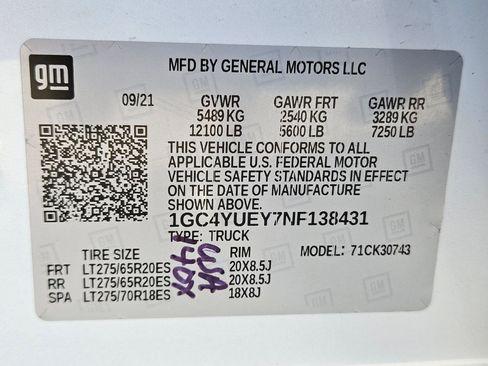 gm
MFD BY GENERAL MOTORS LLC
09/21 GVWR GAWR FRT GAWR RR
5489 KG 2540 KG 3289 KG
12100 LB 5600 LB 7250 LB
THIS VEHICLE CONFORMS TO ALL
APPLICABLE U.S. FEDERAL MOTOR
VEHICLE SAFETY STANDARDS IN EFFECT
ON THE DATE OF MANUFACTURE
SHOWN ABOVE.
1GC4YUEY7NF138431
TYPE: TRUCK
TIRE SIZE RIM MODEL: 71CK30743
FRT LT275/65R20ES 20X8.5J
RR LT275/65R20ES 20X8.5J
SPA LT275/70R18ES 18X8J
USA